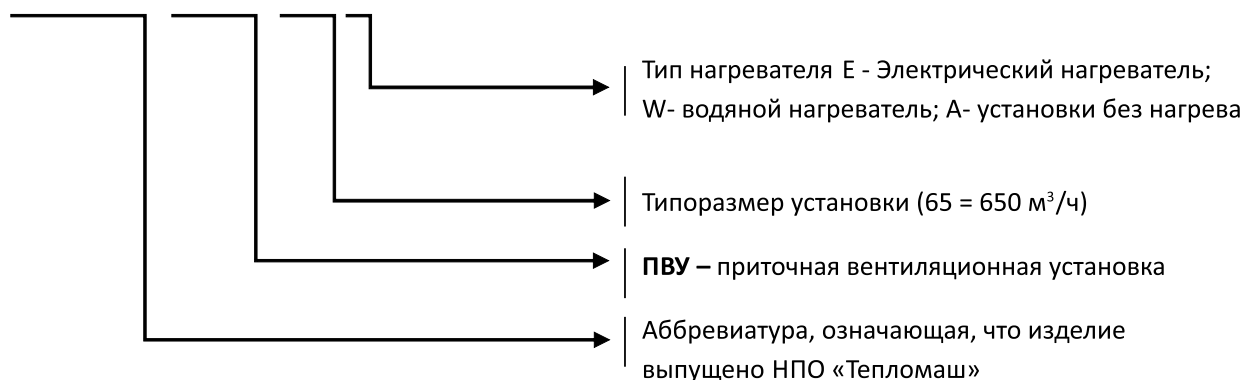 Тип нагревателя E - Электрический нагреватель;
W- водяной нагреватель; A- установки без нагрева
Типоразмер установки (65 = 650 м³/ч)
ПВУ – приточная вентиляционная установка
Аббревиатура, означающая, что изделие
выпущено НПО «Тепломаш»